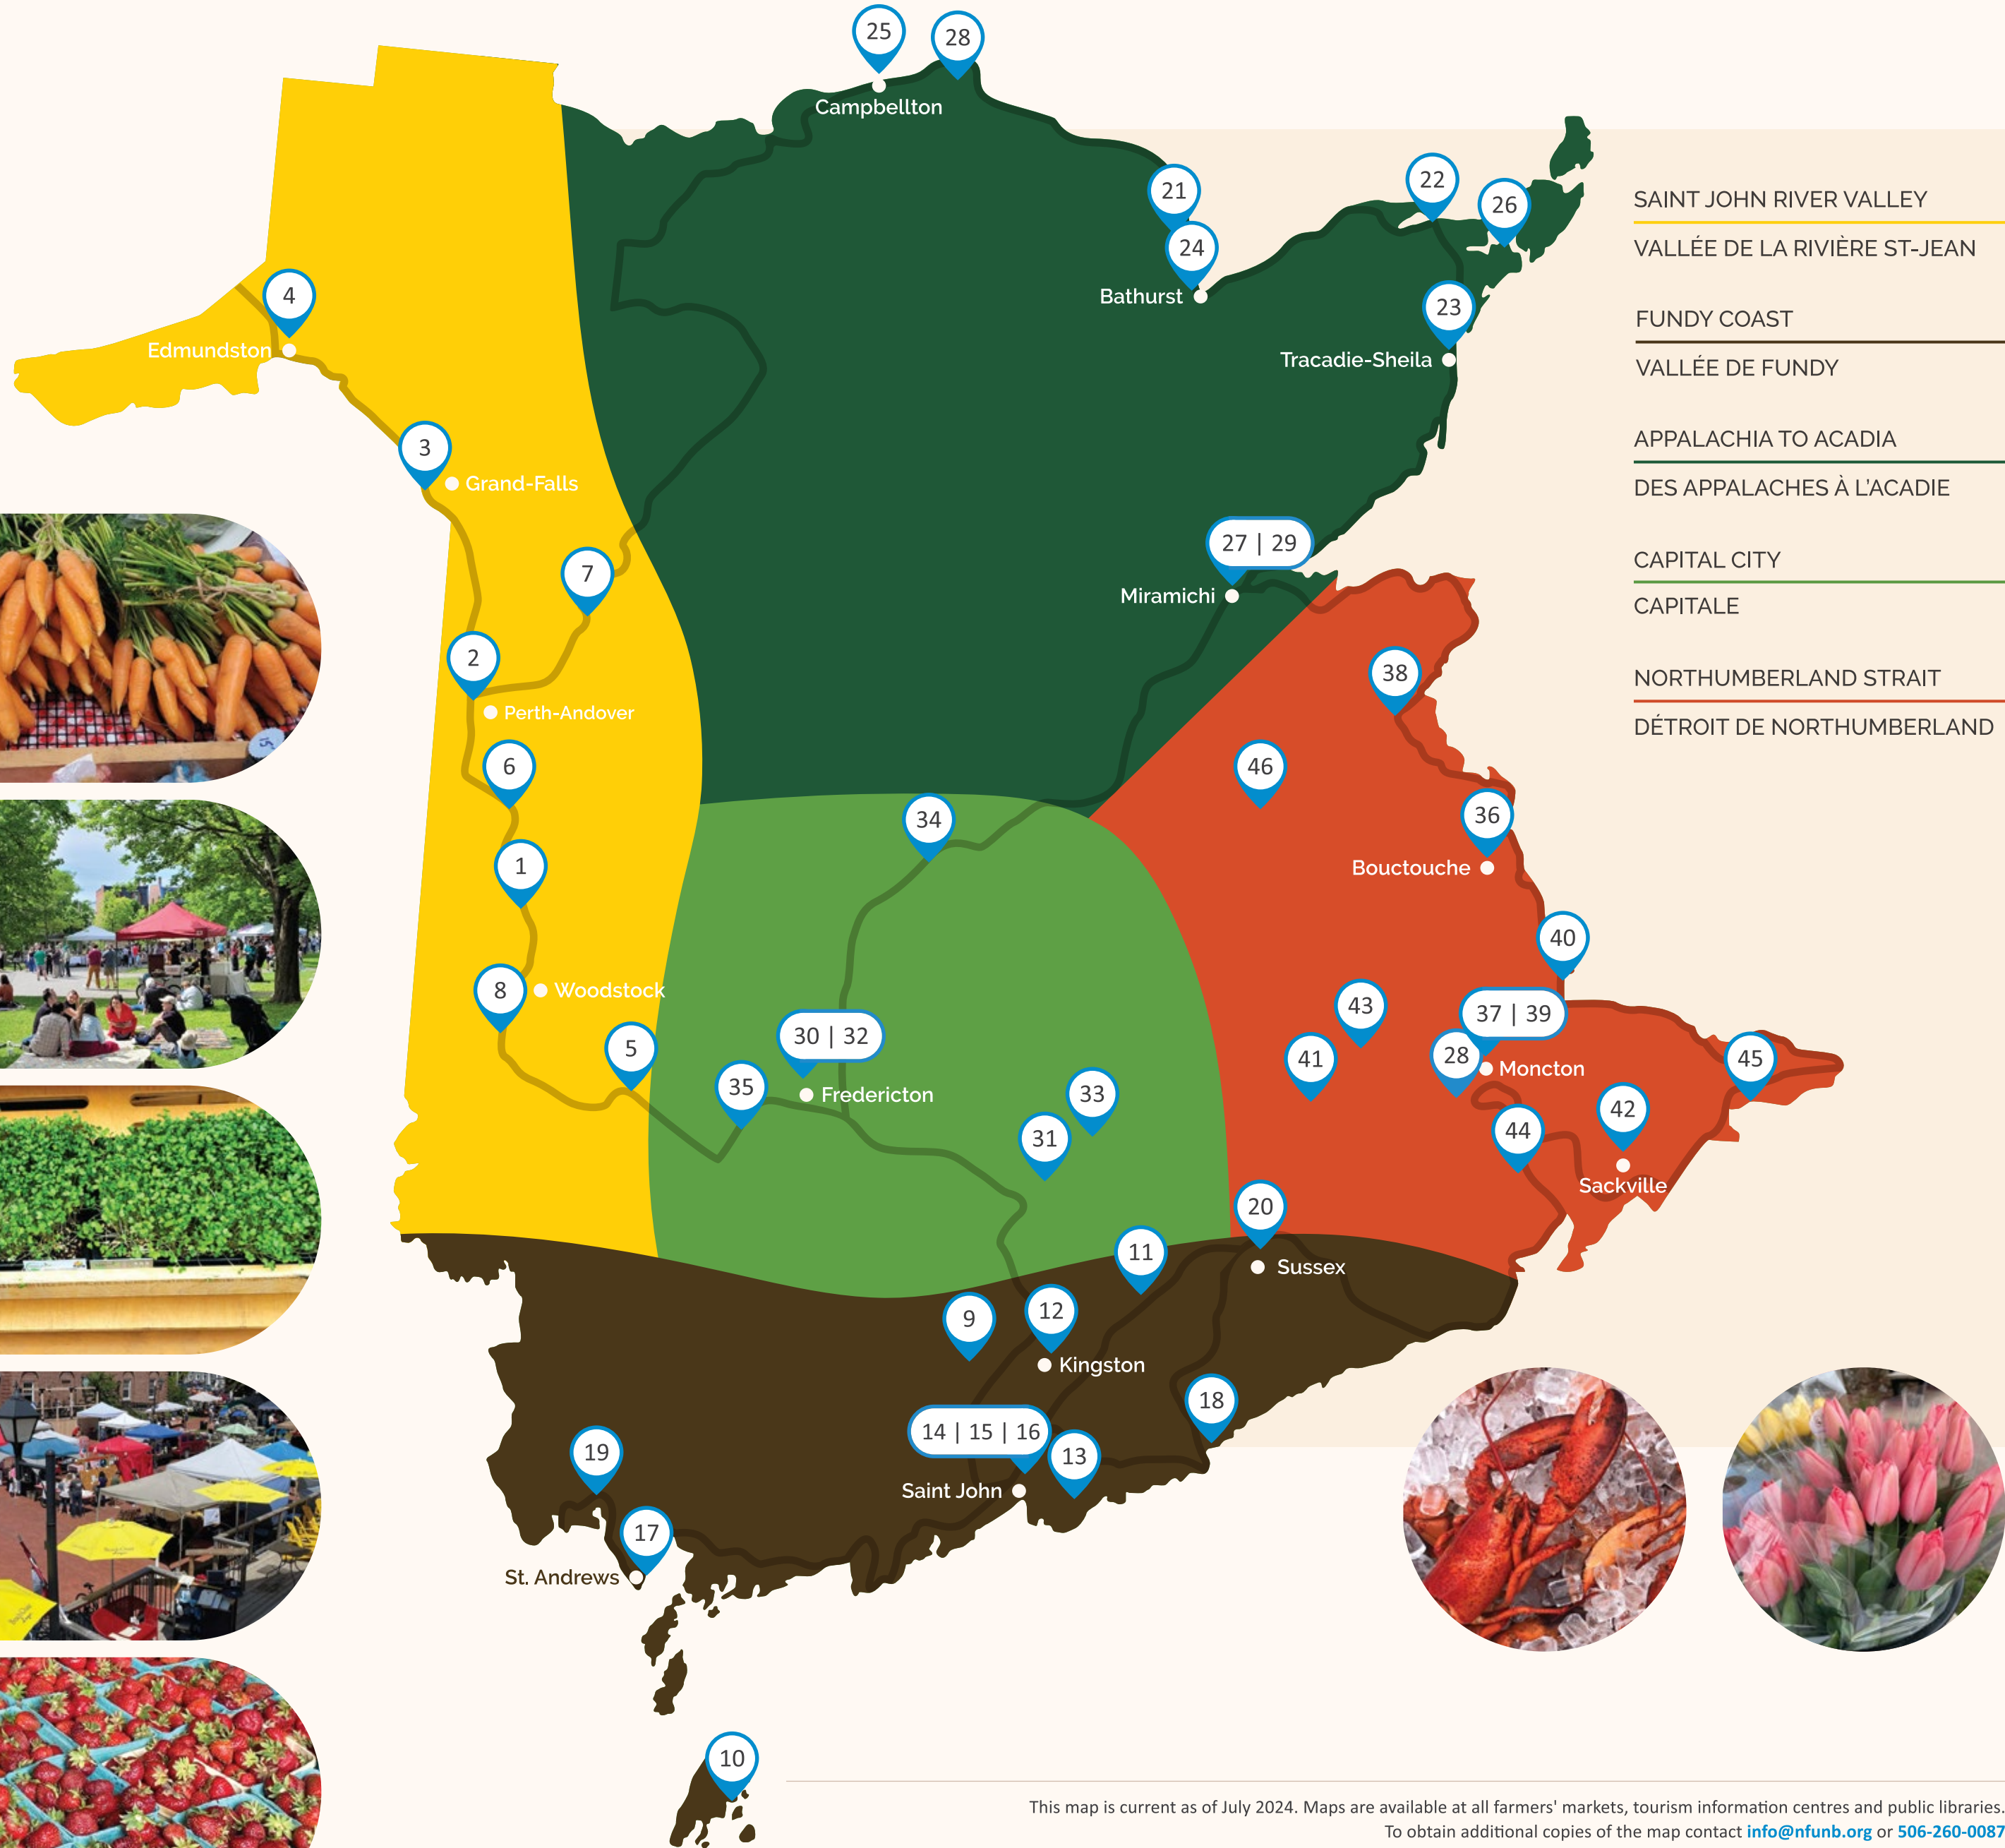 25
28
Campbellton
21
22
26
24
Bathurst
23
Tracadie-Sheila
SAINT JOHN RIVER VALLEY
VALLÉE DE LA RIVIÈRE ST-JEAN
FUNDY COAST
VALLÉE DE FUNDY
APPALACHIA TO ACADIA
DES APPALACHES À L'ACADIE
CAPITAL CITY
CAPITALE
NORTHUMBERLAND STRAIT
DÉTROIT DE NORTHUMBERLAND
4
Edmundston
3
Grand-Falls
7
27 | 29
Miramichi
2
Perth-Andover
38
6
46
34
36
Bouctouche
1
40
8
Woodstock
43
37 | 39
5
30 | 32
41
28
Moncton
45
35
Fredericton
33
42
31
44
Sackville
20
11
Sussex
9
12
Kingston
18
14 | 15 | 16
13
19
Saint John
17
St. Andrews
10
This map is current as of July 2024. Maps are available at all farmers' markets, tourism information centres and public libraries.
To obtain additional copies of the map contact info@nfunb.org or 506-260-0087